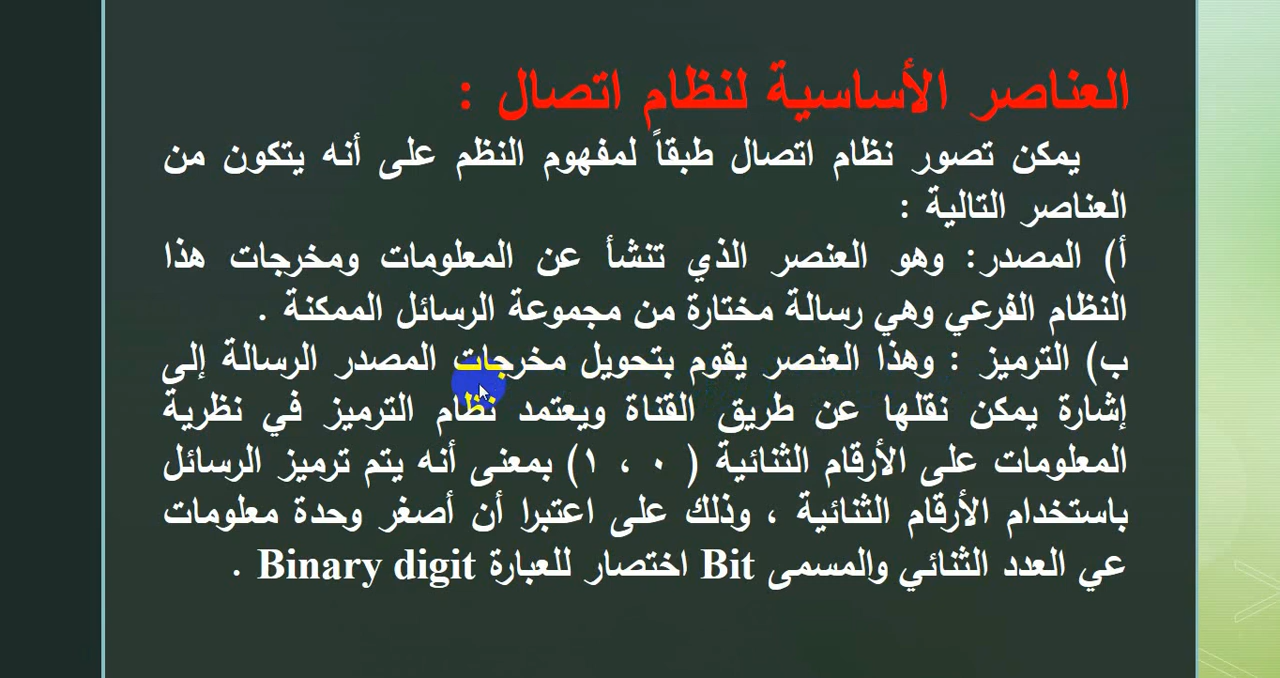 العناصر الأساسية لنظام اتصال :
يمكن تصور نظام اتصال طبقاً لمفهوم النظم على أنه يتكون من
العناصر التالية :
أ) المصدر: وهو العنصر الذي تنشأ عن المعلومات ومخرجات هذا
النظام الفرعي وهي رسالة مختارة من مجموعة الرسائل الممكنة .
ب) الترميز : وهذا العنصر يقوم بتحويل مخرجات المصدر الرسالة إلى
إشارة يمكن نقلها عن طريق القناة ويعتمد نظام الترميز في نظرية
المعلومات على الأرقام الثنائية ( ٠ ، ١ ) بمعنى أنه يتم ترميز الرسائل
باستخدام الأرقام الثنائية ، وذلك على اعتبرا أن أصغر وحدة معلومات
عي العدد الثنائي والمسمى Bit اختصار للعبارة Binary digit .